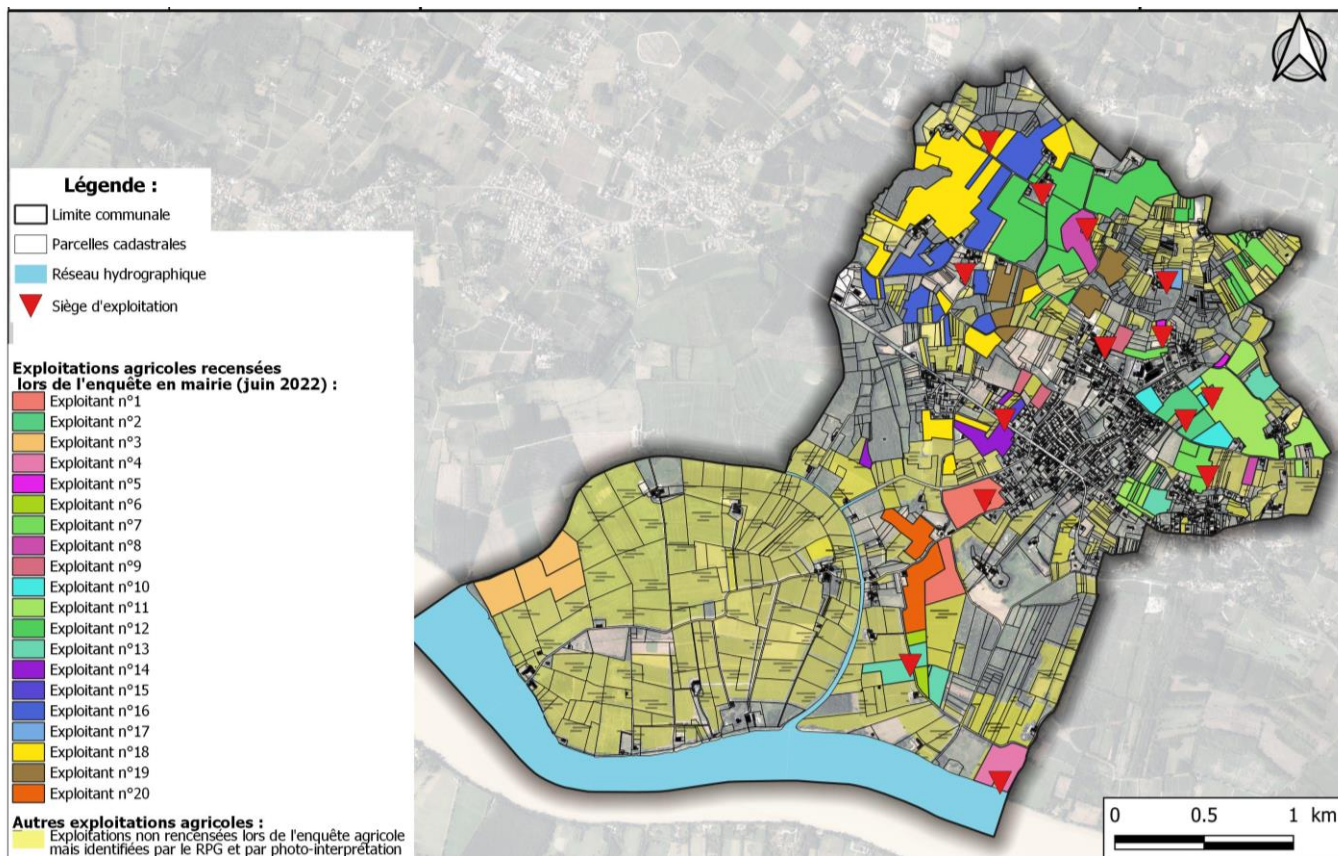 Légende :
Limite communale
Parcelles cadastrales
Réseau hydrographique
Siège d'exploitation
Exploitations agricoles recensées
lors de l'enquête en mairie (juin 2022) :
Exploitant n°1
Exploitant n°2
Exploitant n°3
Exploitant n°4
Exploitant n°5
Exploitant n°6
Exploitant n°7
Exploitant n°8
Exploitant n°9
Exploitant n°10
Exploitant n°11
Exploitant n°12
Exploitant n°13
Exploitant n°14
Exploitant n°15
Exploitant n°16
Exploitant n°17
Exploitant n°18
Exploitant n°19
Exploitant n°20
Autres exploitations agricoles :
Exploitations non rencensées lors de l'enquête agricole
mais identifiées par le RPG et par photo-interprétation
0 0.5 1 km